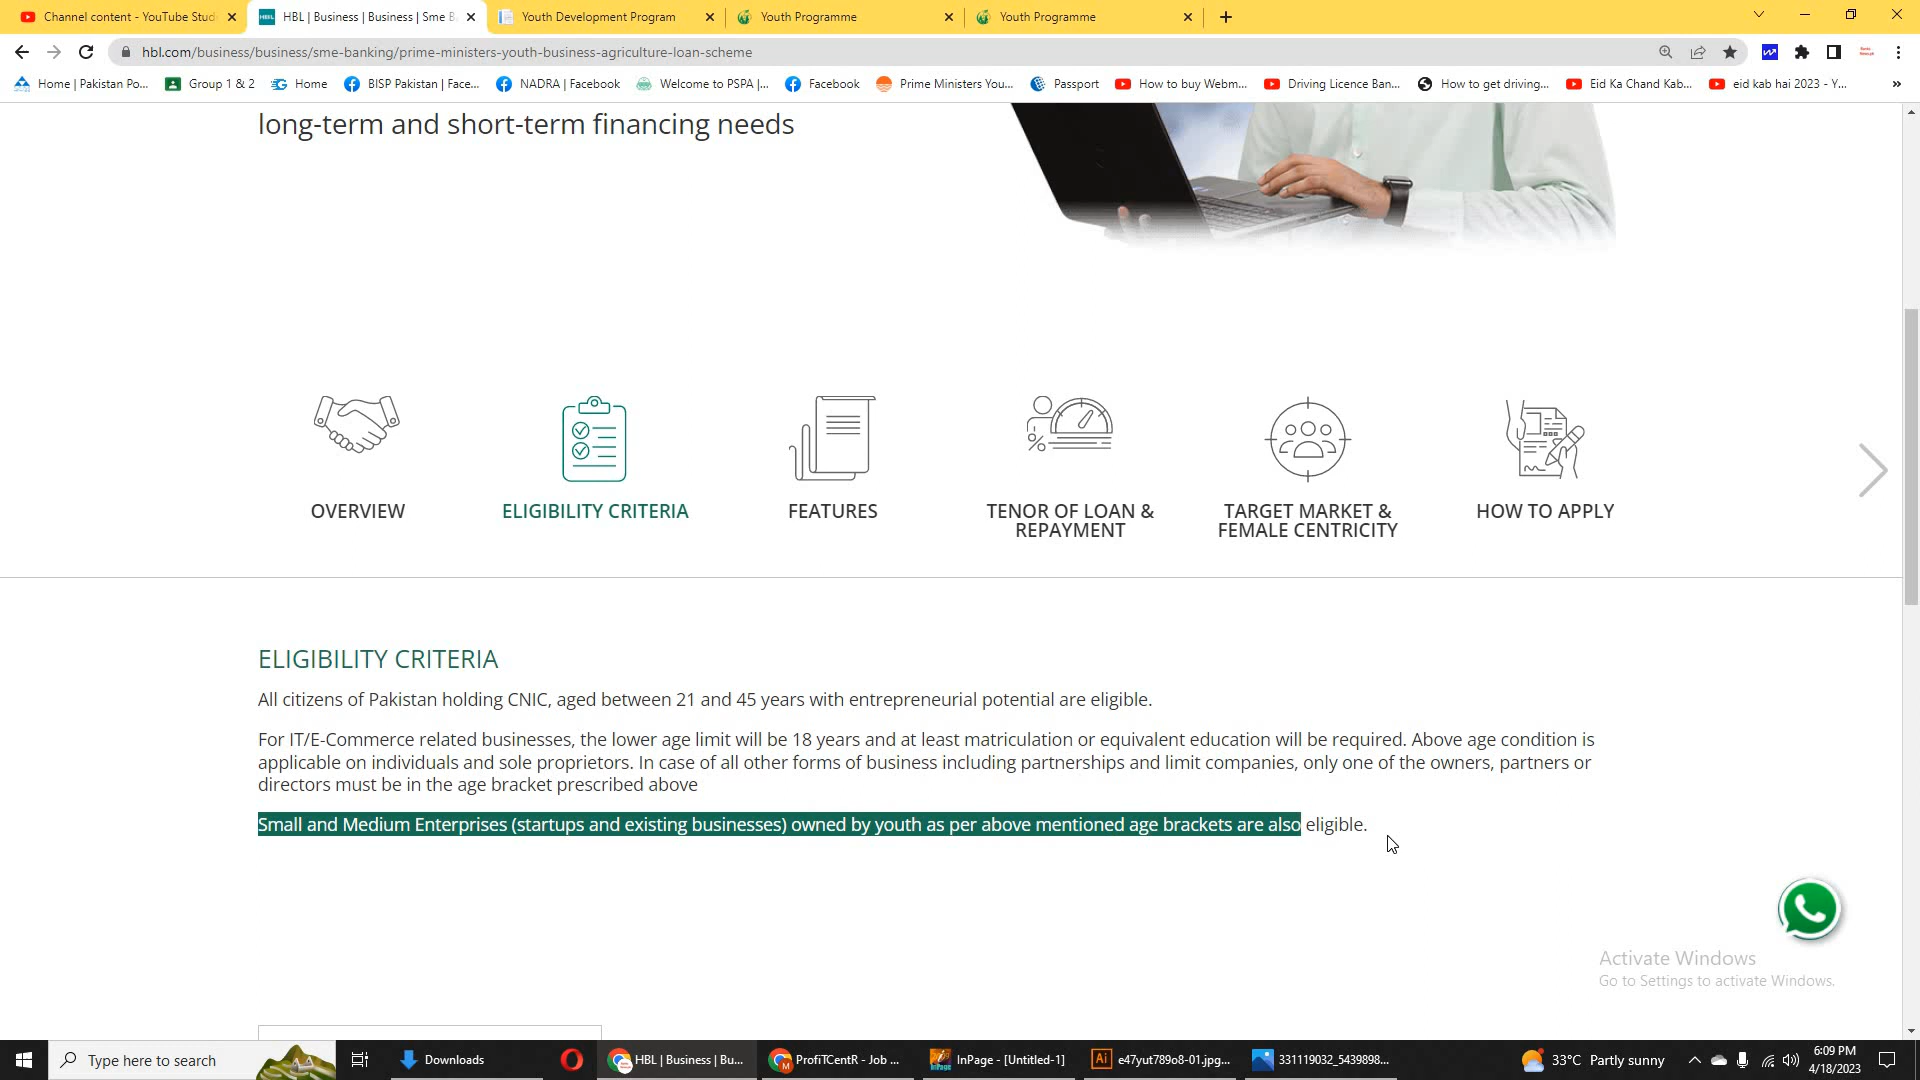 Channel content - YouTube Stud
HBL | Business | Business | Sme B
Youth Development Program
Youth Programme
Youth Programme
hbl.com/business/business/sme-banking/prime-ministers-youth-business-agriculture-loan-scheme
Home | Pakistan Po...
Group 1 & 2
Home
BISP Pakistan | Face...
NADRA | Facebook
Welcome to PSPA |...
Facebook
Prime Ministers You...
Passport
How to buy Webm...
Driving Licence Ban...
How to get driving...
Eid Ka Chand Kab...
eid kab hai 2023 - Y...
long-term and short-term financing needs
OVERVIEW
ELIGIBILITY CRITERIA
FEATURES
TENOR OF LOAN &
REPAYMENT
TARGET MARKET &
FEMALE CENTRICITY
HOW TO APPLY
ELIGIBILITY CRITERIA
All citizens of Pakistan holding CNIC, aged between 21 and 45 years with entrepreneurial potential are eligible.
For IT/E-Commerce related businesses, the lower age limit will be 18 years and at least matriculation or equivalent education will be required. Above age condition is
applicable on individuals and sole proprietors. In case of all other forms of business including partnerships and limit companies, only one of the owners, partners or
directors must be in the age bracket prescribed above
Small and Medium Enterprises (startups and existing businesses) owned by youth as per above mentioned age brackets are also eligible.
Activate Windows
Go to Settings to activate Windows.
Type here to search
Downloads
HBL | Business | Bu...
ProfiTCentR - Job ...
InPage - [Untitled-1]
e47yut789o8-01.jpg...
331119032_5439898...
33°C Partly sunny
6:09 PM
4/18/2023